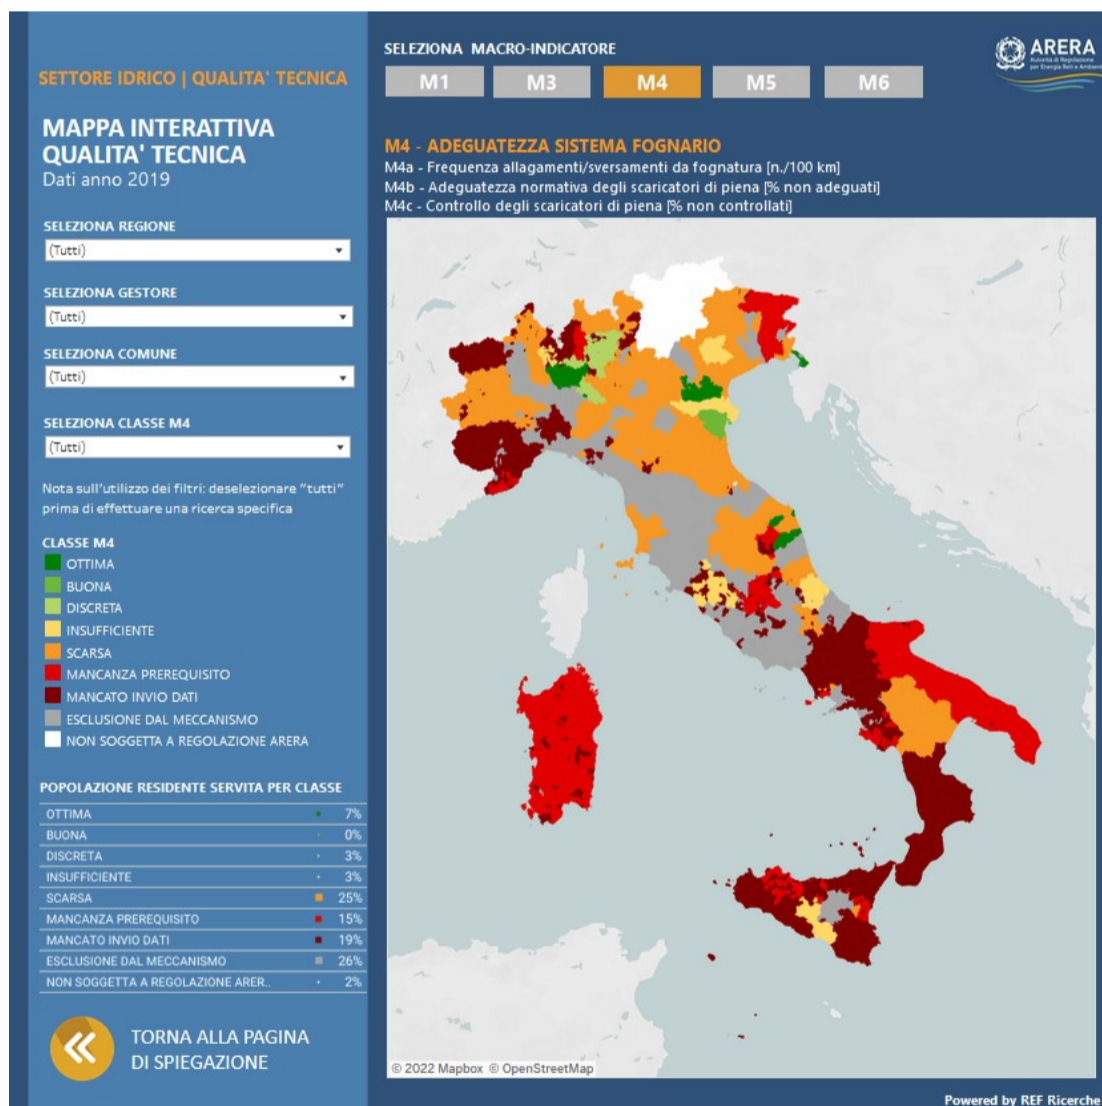 SETTORE IDRICO | QUALITA' TECNICA
MAPPA INTERATTIVA
QUALITA' TECNICA
Dati anno 2019
SELEZIONA REGIONE
(Tutti)
SELEZIONA GESTORE
(Tutti)
SELEZIONA COMUNE
(Tutti)
SELEZIONA CLASSE M4
(Tutti)
Nota sull'utilizzo dei filtri: deselezionare "tutti"
prima di effettuare una ricerca specifica
CLASSE M4
OTTIMA
BUONA
DISCRETA
INSUFFICIENTE
SCARSA
MANCANZA PREREQUISITO
MANCATO INVIO DATI
ESCLUSIONE DAL MECCANISMO
NON SOGGETTA A REGOLAZIONE ARERA
POPOLAZIONE RESIDENTE SERVITA PER CLASSE
OTTIMA 7%
BUONA 0%
DISCRETA 3%
INSUFFICIENTE 3%
SCARSA 25%
MANCANZA PREREQUISITO 15%
MANCATO INVIO DATI 19%
ESCLUSIONE DAL MECCANISMO 26%
NON SOGGETTA A REGOLAZIONE ARER.. 2%
TORNA ALLA PAGINA
DI SPIEGAZIONE
SELEZIONA MACRO-INDICATORE
M1 M3 M4 M5 M6
ARERA
Autorità di Regolazione
per Energia Reti e Ambiente
M4 - ADEGUATEZZA SISTEMA FOGNARIO
M4a - Frequenza allagamenti/sversamenti da fognatura [n./100 km]
M4b - Adeguatezza normativa degli scaricatori di piena [% non adeguati]
M4c - Controllo degli scaricatori di piena [% non controllati]
© 2022 Mapbox © OpenStreetMap
Powered by REF Ricerche